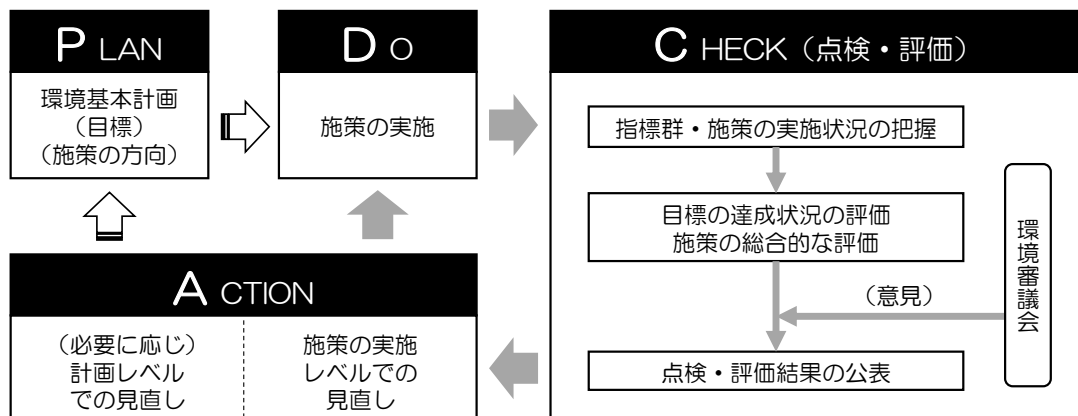 PLAN
環境基本計画
（目標）
（施策の方向）
DO
施策の実施
CHECK（点検・評価）
指標群・施策の実施状況の把握
目標の達成状況の評価
施策の総合的な評価
（意見）
環境審議会
点検・評価結果の公表
ACTION
（必要に応じ）
計画レベル
での見直し
施策の実施
レベルでの
見直し